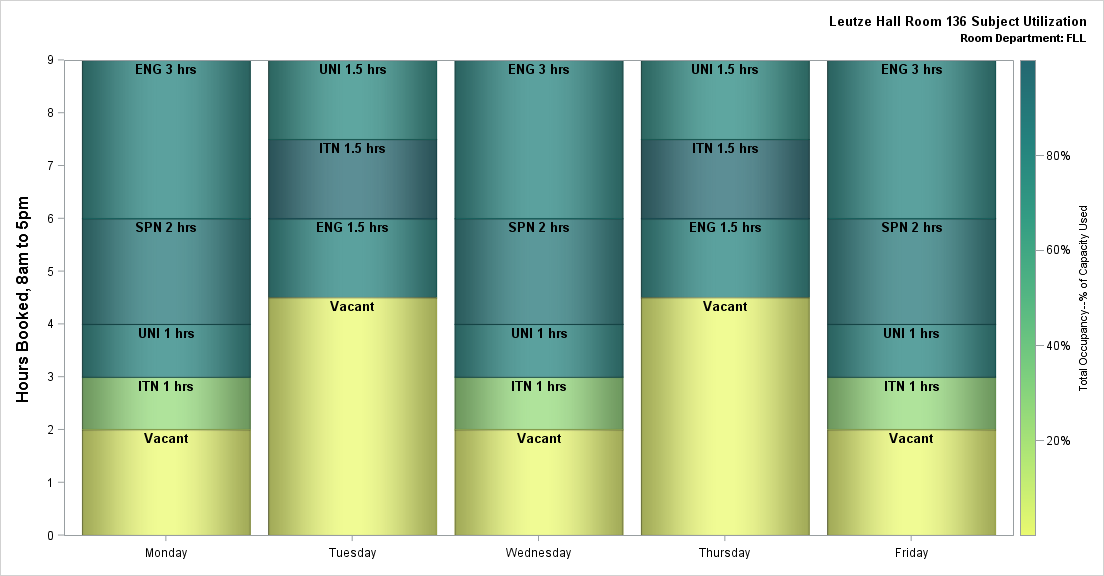 Leutze Hall Room 136 Subject Utilization
Room Department: FLL
Hours Booked, 8am to 5pm
9
8
7
6
5
4
3
2
1
0
ENG 3 hrs
SPN 2 hrs
UNI 1 hrs
ITN 1 hrs
Vacant
Monday
UNI 1.5 hrs
ITN 1.5 hrs
ENG 1.5 hrs
Vacant
Tuesday
ENG 3 hrs
SPN 2 hrs
UNI 1 hrs
ITN 1 hrs
Vacant
Wednesday
UNI 1.5 hrs
ITN 1.5 hrs
ENG 1.5 hrs
Vacant
Thursday
ENG 3 hrs
SPN 2 hrs
UNI 1 hrs
ITN 1 hrs
Vacant
Friday
80%
60%
40%
20%
Total Occupancy--% of Capacity Used